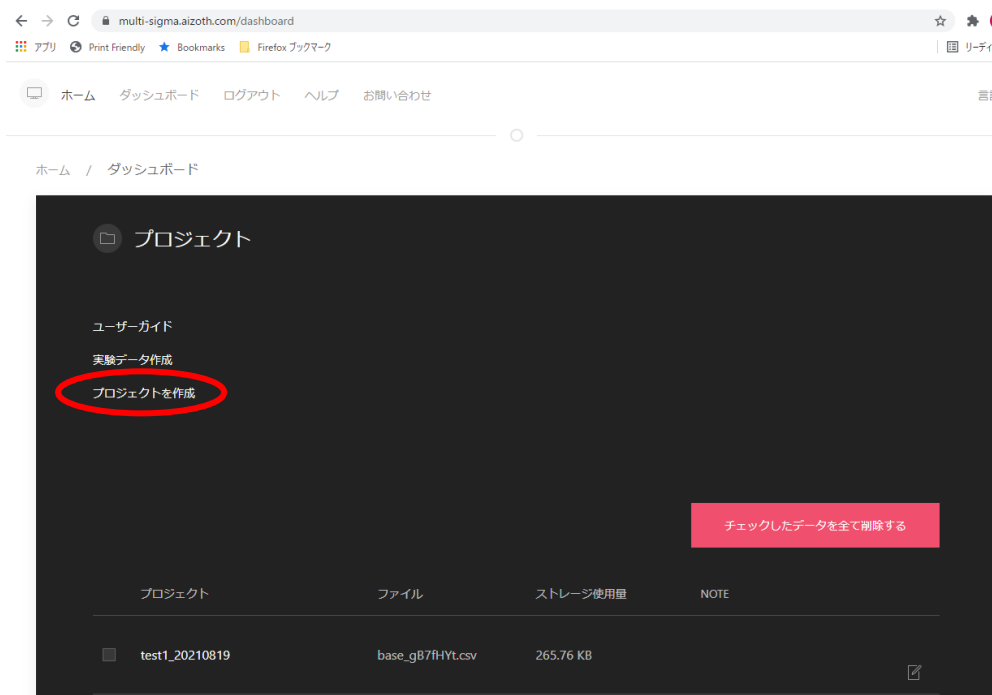 multi-sigma.aizoth.com/dashboard
アプリ Print Friendly Bookmarks Firefox ブックマーク
ホーム ダッシュボード ログアウト ヘルプ お問い合わせ
ホーム / ダッシュボード
プロジェクト
ユーザーガイド
実験データ作成
プロジェクトを作成
チェックしたデータを全て削除する
プロジェクト ファイル ストレージ使用量 NOTE
test1_20210819 base_gB7fHYt.csv 265.76 KB